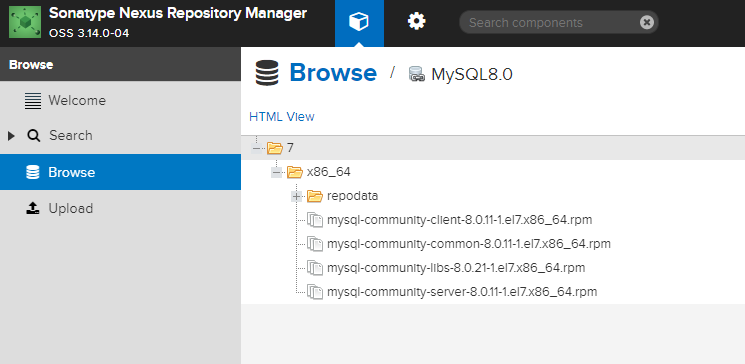 Sonatype Nexus Repository Manager
OSS 3.14.0-04
Search components
Browse
Welcome
Search
Browse
Upload
Browse / MySQL8.0
HTML View
7
x86_64
repodata
mysql-community-client-8.0.11-1.el7.x86_64.rpm
mysql-community-common-8.0.11-1.el7.x86_64.rpm
mysql-community-libs-8.0.21-1.el7.x86_64.rpm
mysql-community-server-8.0.11-1.el7.x86_64.rpm